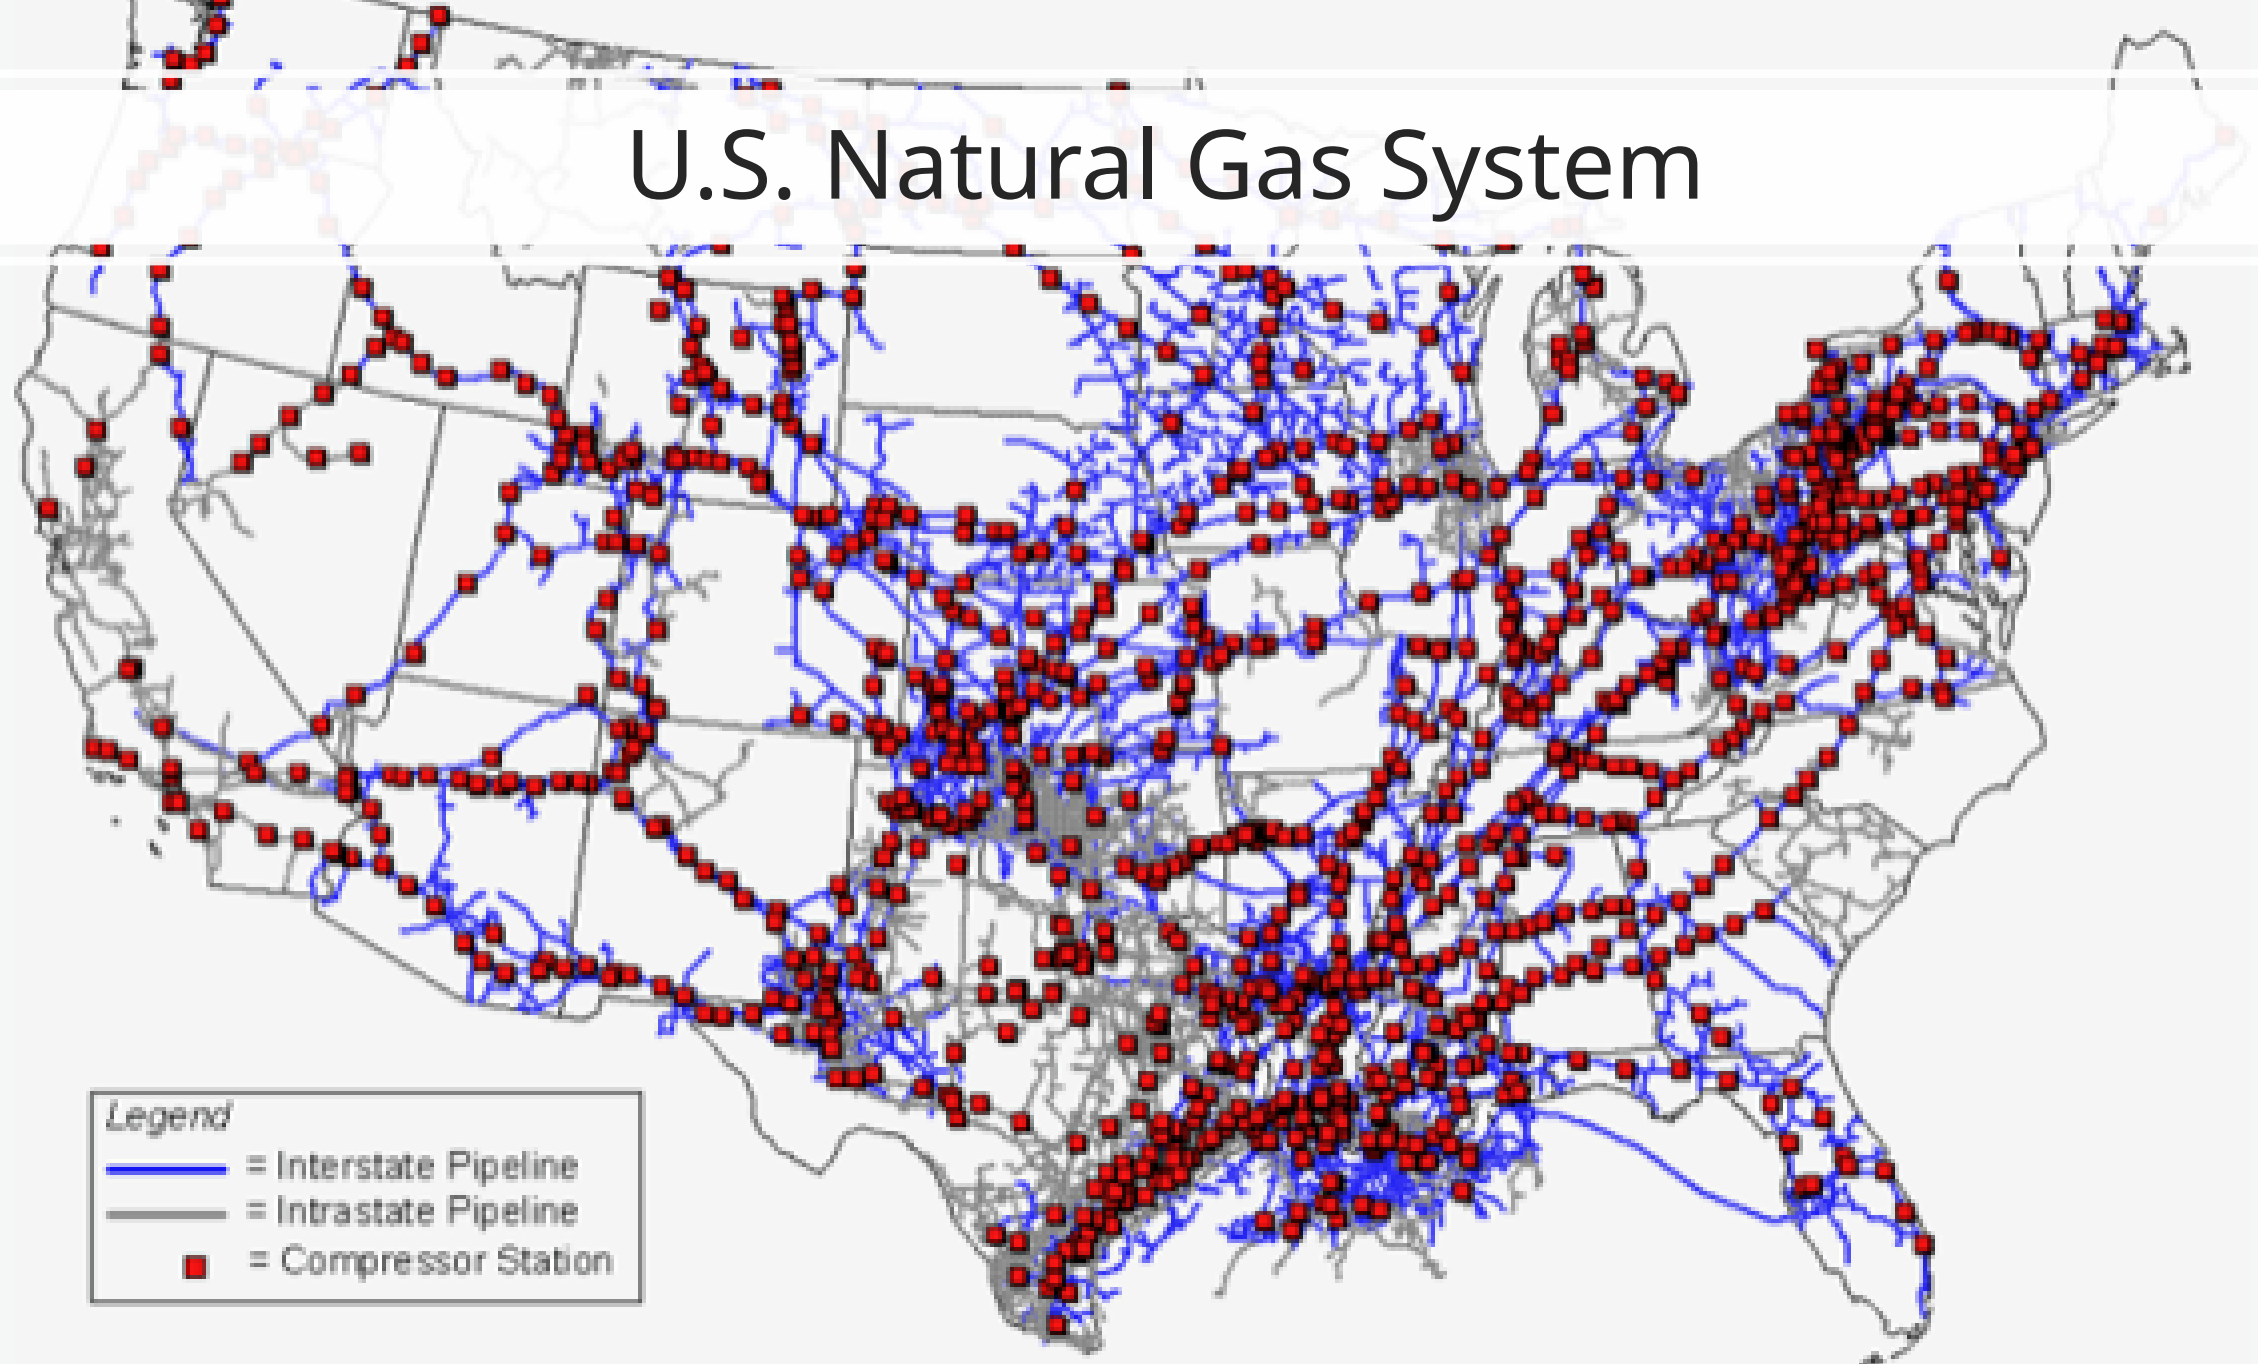 U.S. Natural Gas System
Legend
= Interstate Pipeline
= Intrastate Pipeline
= Compressor Station